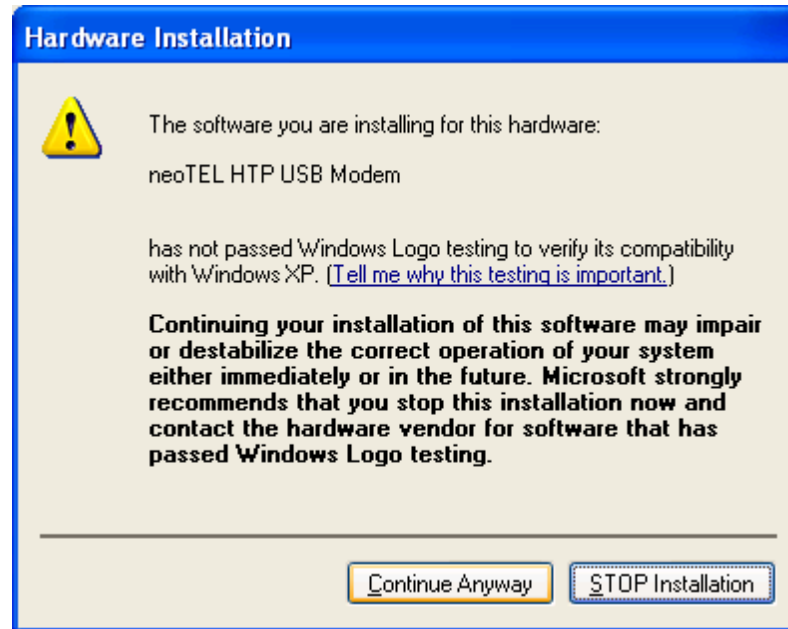 Hardware Installation
The software you are installing for this hardware:
neoTEL HTP USB Modem
has not passed Windows Logo testing to verify its compatibility
with Windows XP. (Tell me why this testing is important.)
Continuing your installation of this software may impair
or destabilize the correct operation of your system
either immediately or in the future. Microsoft strongly
recommends that you stop this installation now and
contact the hardware vendor for software that has
passed Windows Logo testing.
Continue Anyway STOP Installation